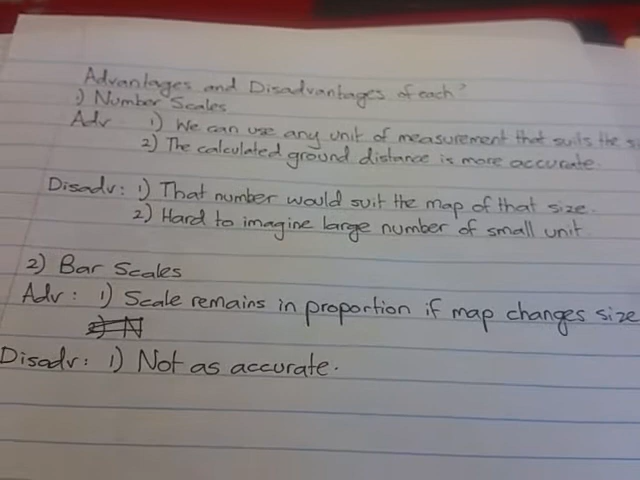 Advantages and Disadvantages of each?
1) Number Scales
Adv 1) We can use any unit of measurement that suits the
2) The calculated ground distance is more accurate.
Disadv: 1) That number would suit the map of that size.
2) Hard to imagine large number of small unit
2) Bar Scales
Adv: 1) Scale remains in proportion if map changes size
Disadv: 1) Not as accurate.